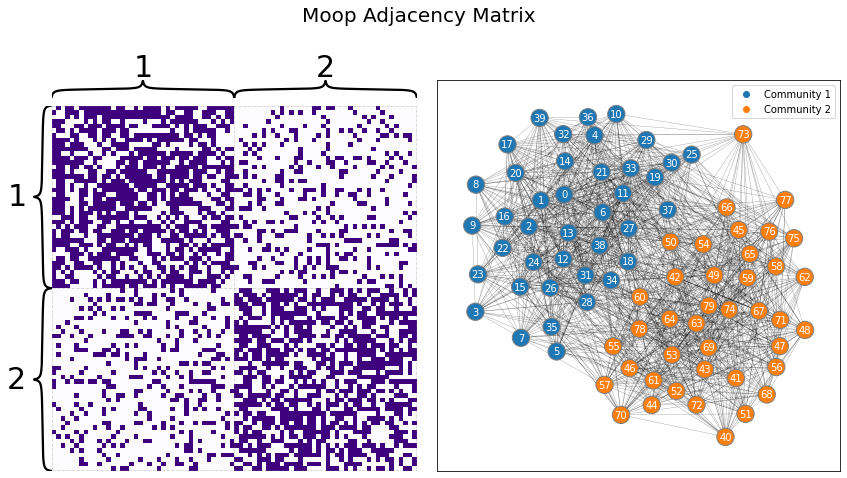 Moop Adjacency Matrix
1 2
1
2
Community 1
Community 2
39 36 10
32 4 29 73
17
14 30 25
20 21 33 19
8 1 0 11 77
16 6 37 66
9 2 13 27 45 76
22 38 50 54 75
24 12 18 65 58
23 31 34 42 49 59 62
15 26 60
3 28 79 74 67
35 78 64 63 71 48
7 55 69 47
5 53
46 43 56
57 61 52 41 68
44 72
70 51
40